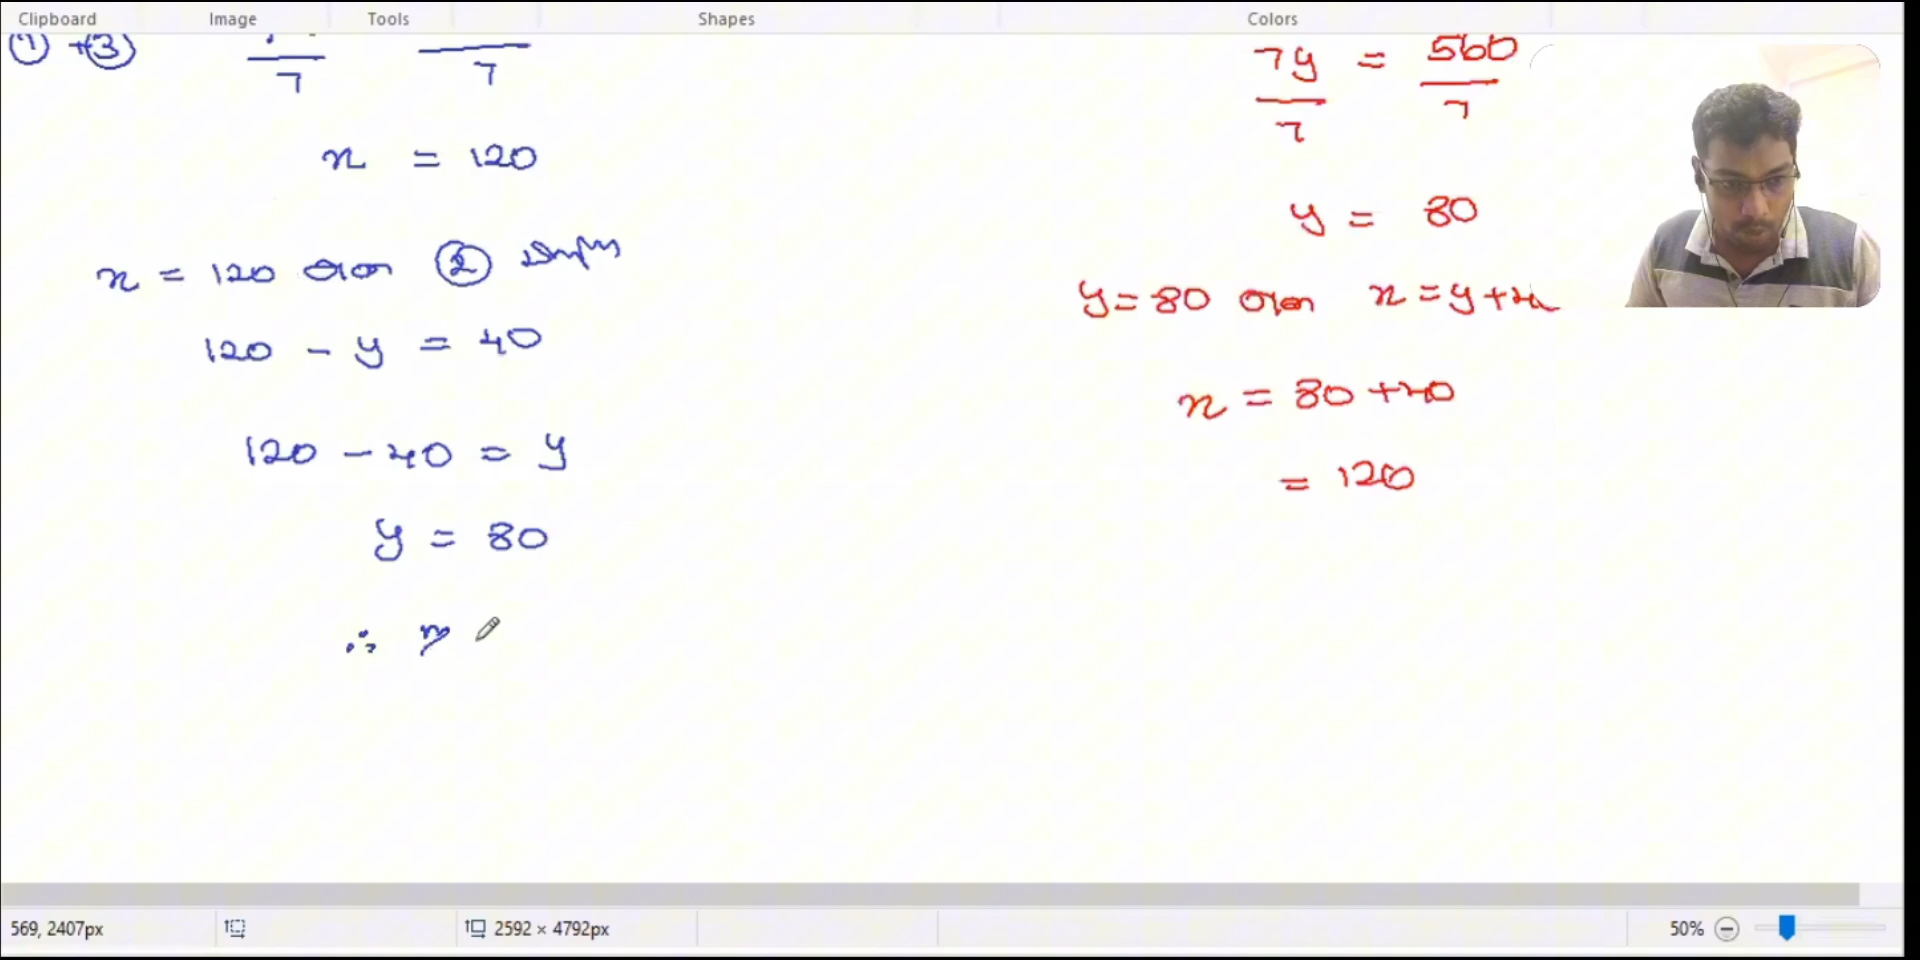 Clipboard Image Tools Shapes Colors
① + ③
7 7
x = 120
x = 120 ② 
120 - y = 40
120 - 40 = y
y = 80
∴
7y = 560
7 7
y = 80
y = 80 x = y +
x = 80 + 40
= 120
569, 2407px 2592 × 4792px 50%